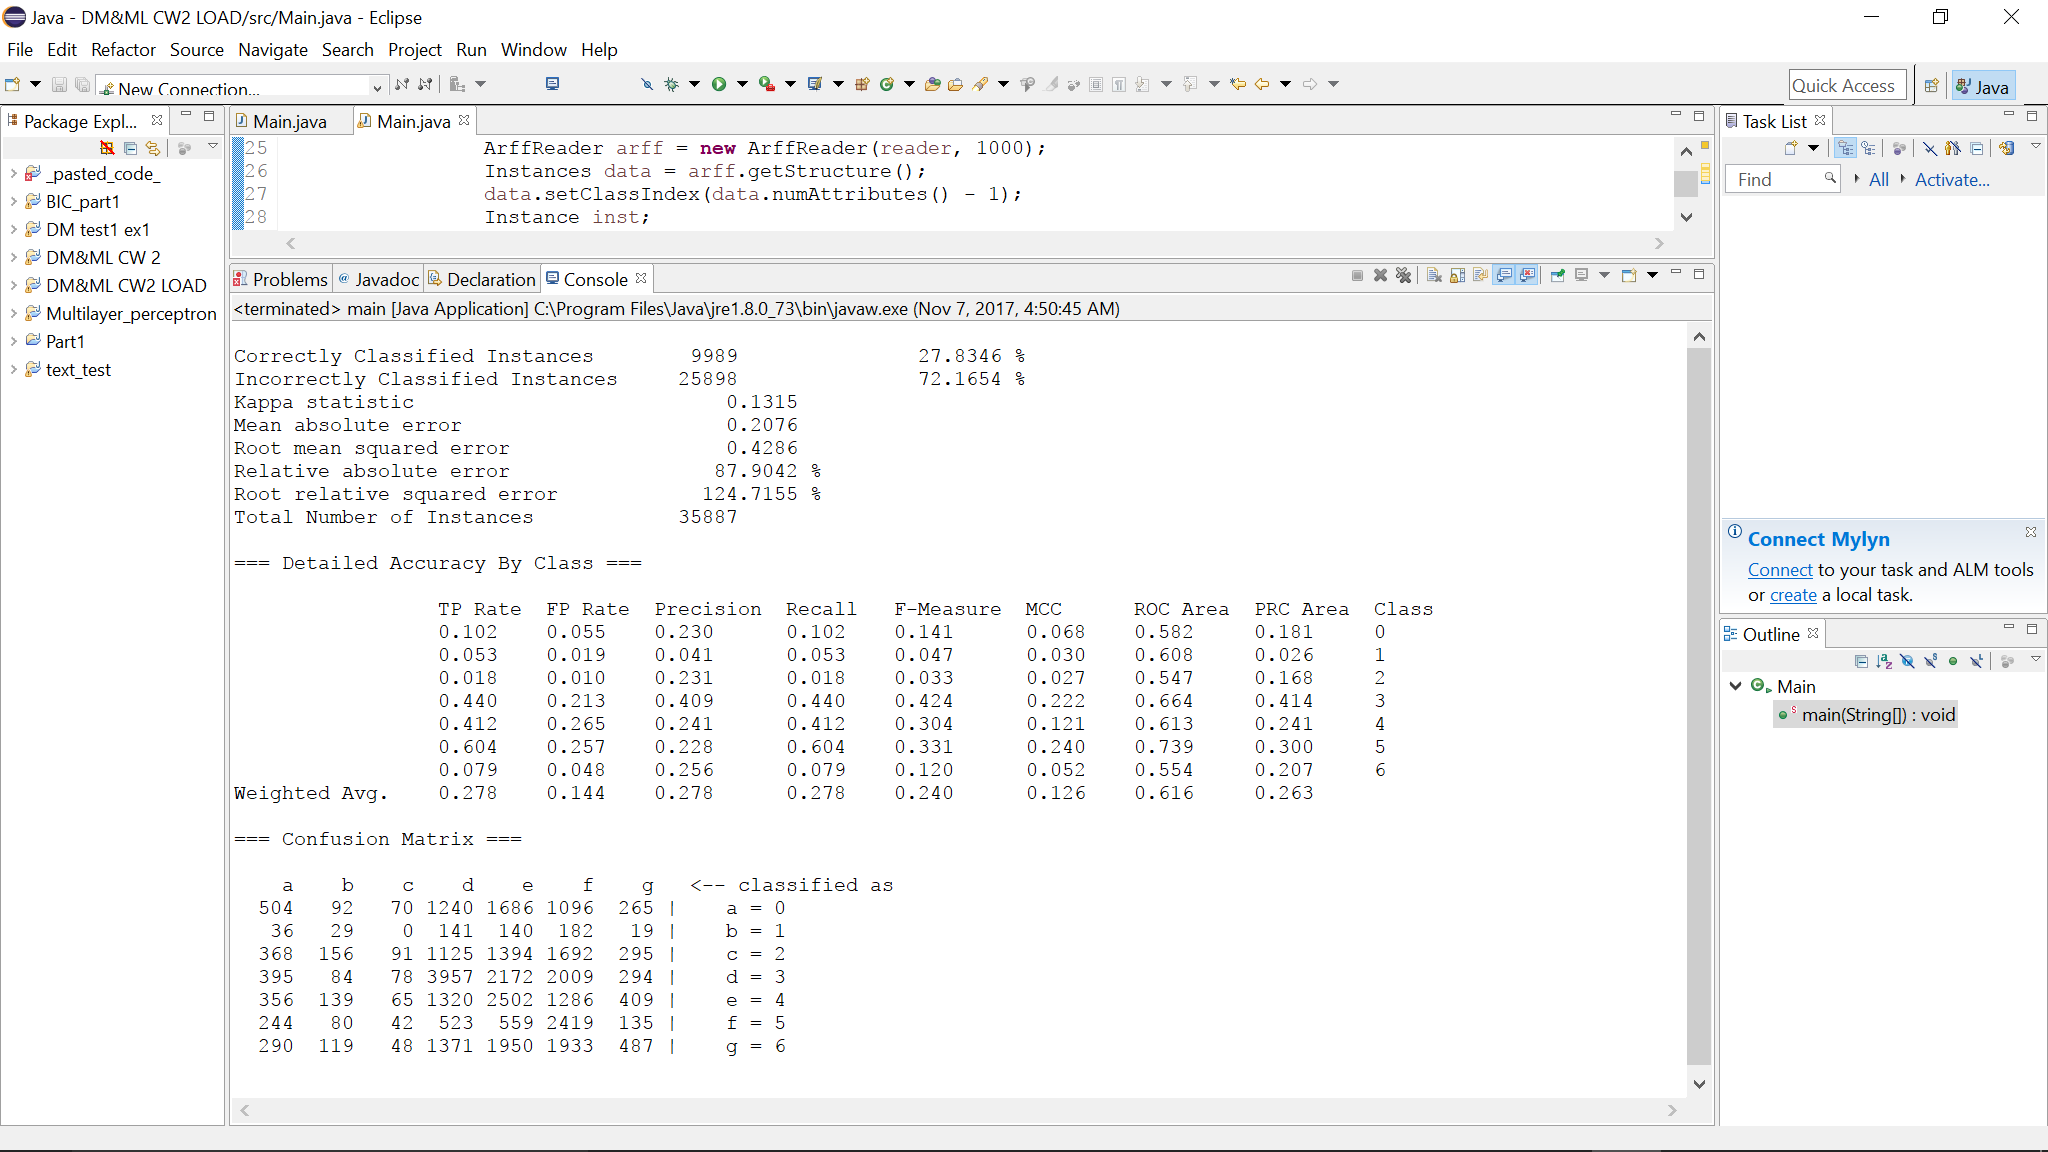 Java - DM&ML CW2 LOAD/src/Main.java - Eclipse
File Edit Refactor Source Navigate Search Project Run Window Help
New Connection...
Quick Access
Java
Package Expl...
_pasted_code_
BIC_part1
DM test1 ex1
DM&ML CW 2
DM&ML CW2 LOAD
Multilayer_perceptron
Part1
text_test
Main.java Main.java
25 ArffReader arff = new ArffReader(reader, 1000);
26 Instances data = arff.getStructure();
27 data.setClassIndex(data.numAttributes() - 1);
28 Instance inst;
Problems @ Javadoc Declaration Console
<terminated> main [Java Application] C:\Program Files\Java\jre1.8.0_73\bin\javaw.exe (Nov 7, 2017, 4:50:45 AM)
Correctly Classified Instances 9989 27.8346 %
Incorrectly Classified Instances 25898 72.1654 %
Kappa statistic 0.1315
Mean absolute error 0.2076
Root mean squared error 0.4286
Relative absolute error 87.9042 %
Root relative squared error 124.7155 %
Total Number of Instances 35887
=== Detailed Accuracy By Class ===
TP Rate FP Rate Precision Recall F-Measure MCC ROC Area PRC Area Class
0.102 0.055 0.230 0.102 0.141 0.068 0.582 0.181 0
0.053 0.019 0.041 0.053 0.047 0.030 0.608 0.026 1
0.018 0.010 0.231 0.018 0.033 0.027 0.547 0.168 2
0.440 0.213 0.409 0.440 0.424 0.222 0.664 0.414 3
0.412 0.265 0.241 0.412 0.304 0.121 0.613 0.241 4
0.604 0.257 0.228 0.604 0.331 0.240 0.739 0.300 5
0.079 0.048 0.256 0.079 0.120 0.052 0.554 0.207 6
Weighted Avg. 0.278 0.144 0.278 0.278 0.240 0.126 0.616 0.263
=== Confusion Matrix ===
a b c d e f g <-- classified as
504 92 70 1240 1686 1096 265 | a = 0
36 29 0 141 140 182 19 | b = 1
368 156 91 1125 1394 1692 295 | c = 2
395 84 78 3957 2172 2009 294 | d = 3
356 139 65 1320 2502 1286 409 | e = 4
244 80 42 523 559 2419 135 | f = 5
290 119 48 1371 1950 1933 487 | g = 6
Task List
Find All Activate...
Connect Mylyn
Connect to your task and ALM tools
or create a local task.
Outline
Main
main(String[]) : void